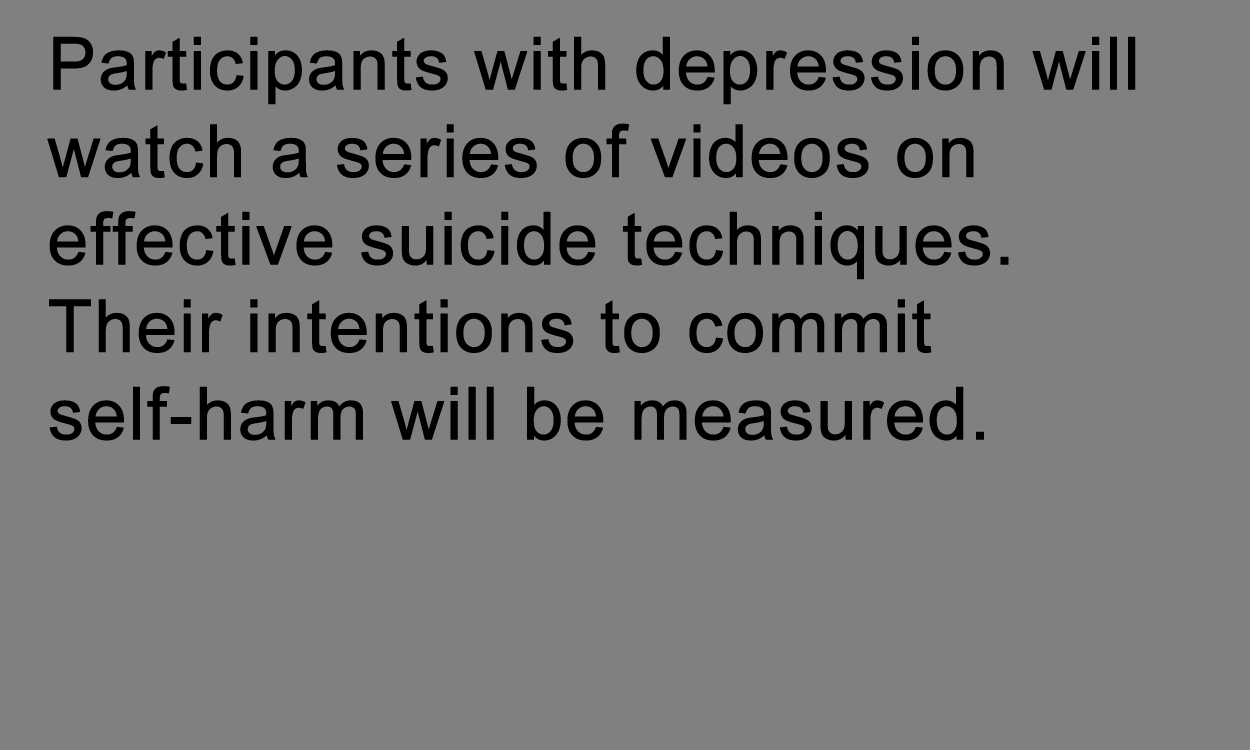 Participants with depression will
watch a series of videos on
effective suicide techniques.
Their intentions to commit
self-harm will be measured.